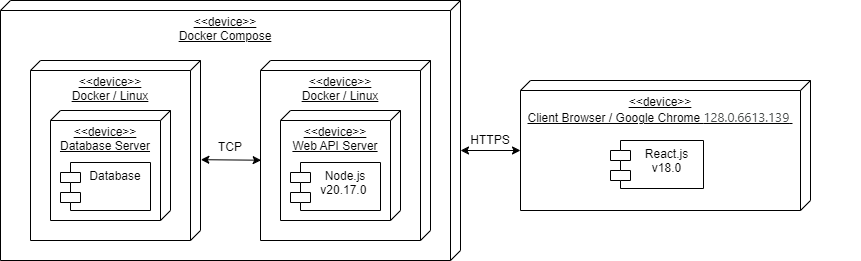 <<device>>
Docker Compose
<<device>>
Docker / Linux
<<device>>
Database Server
Database
TCP
<<device>>
Docker / Linux
<<device>>
Web API Server
Node.js
v20.17.0
HTTPS
<<device>>
Client Browser / Google Chrome 128.0.6613.139
React.js
v18.0